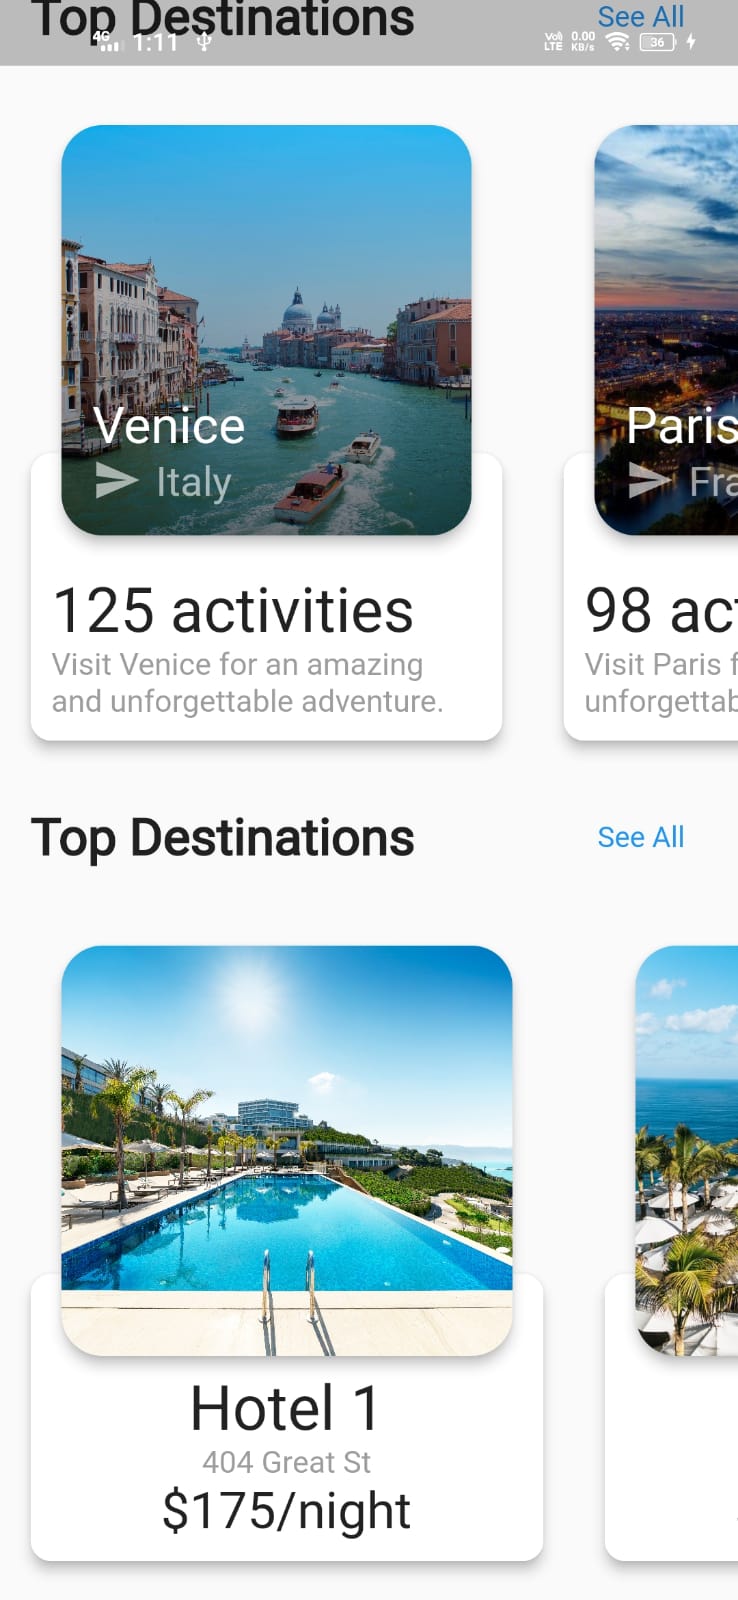 Top Destinations
See All
4G 1:11
Voli) LTE 0.00 KB/s 36
Venice
Italy
Paris
Fra
125 activities
Visit Venice for an amazing
and unforgettable adventure.
98 act
Visit Paris f
unforgettab
Top Destinations
See All
Hotel 1
404 Great St
$175/night